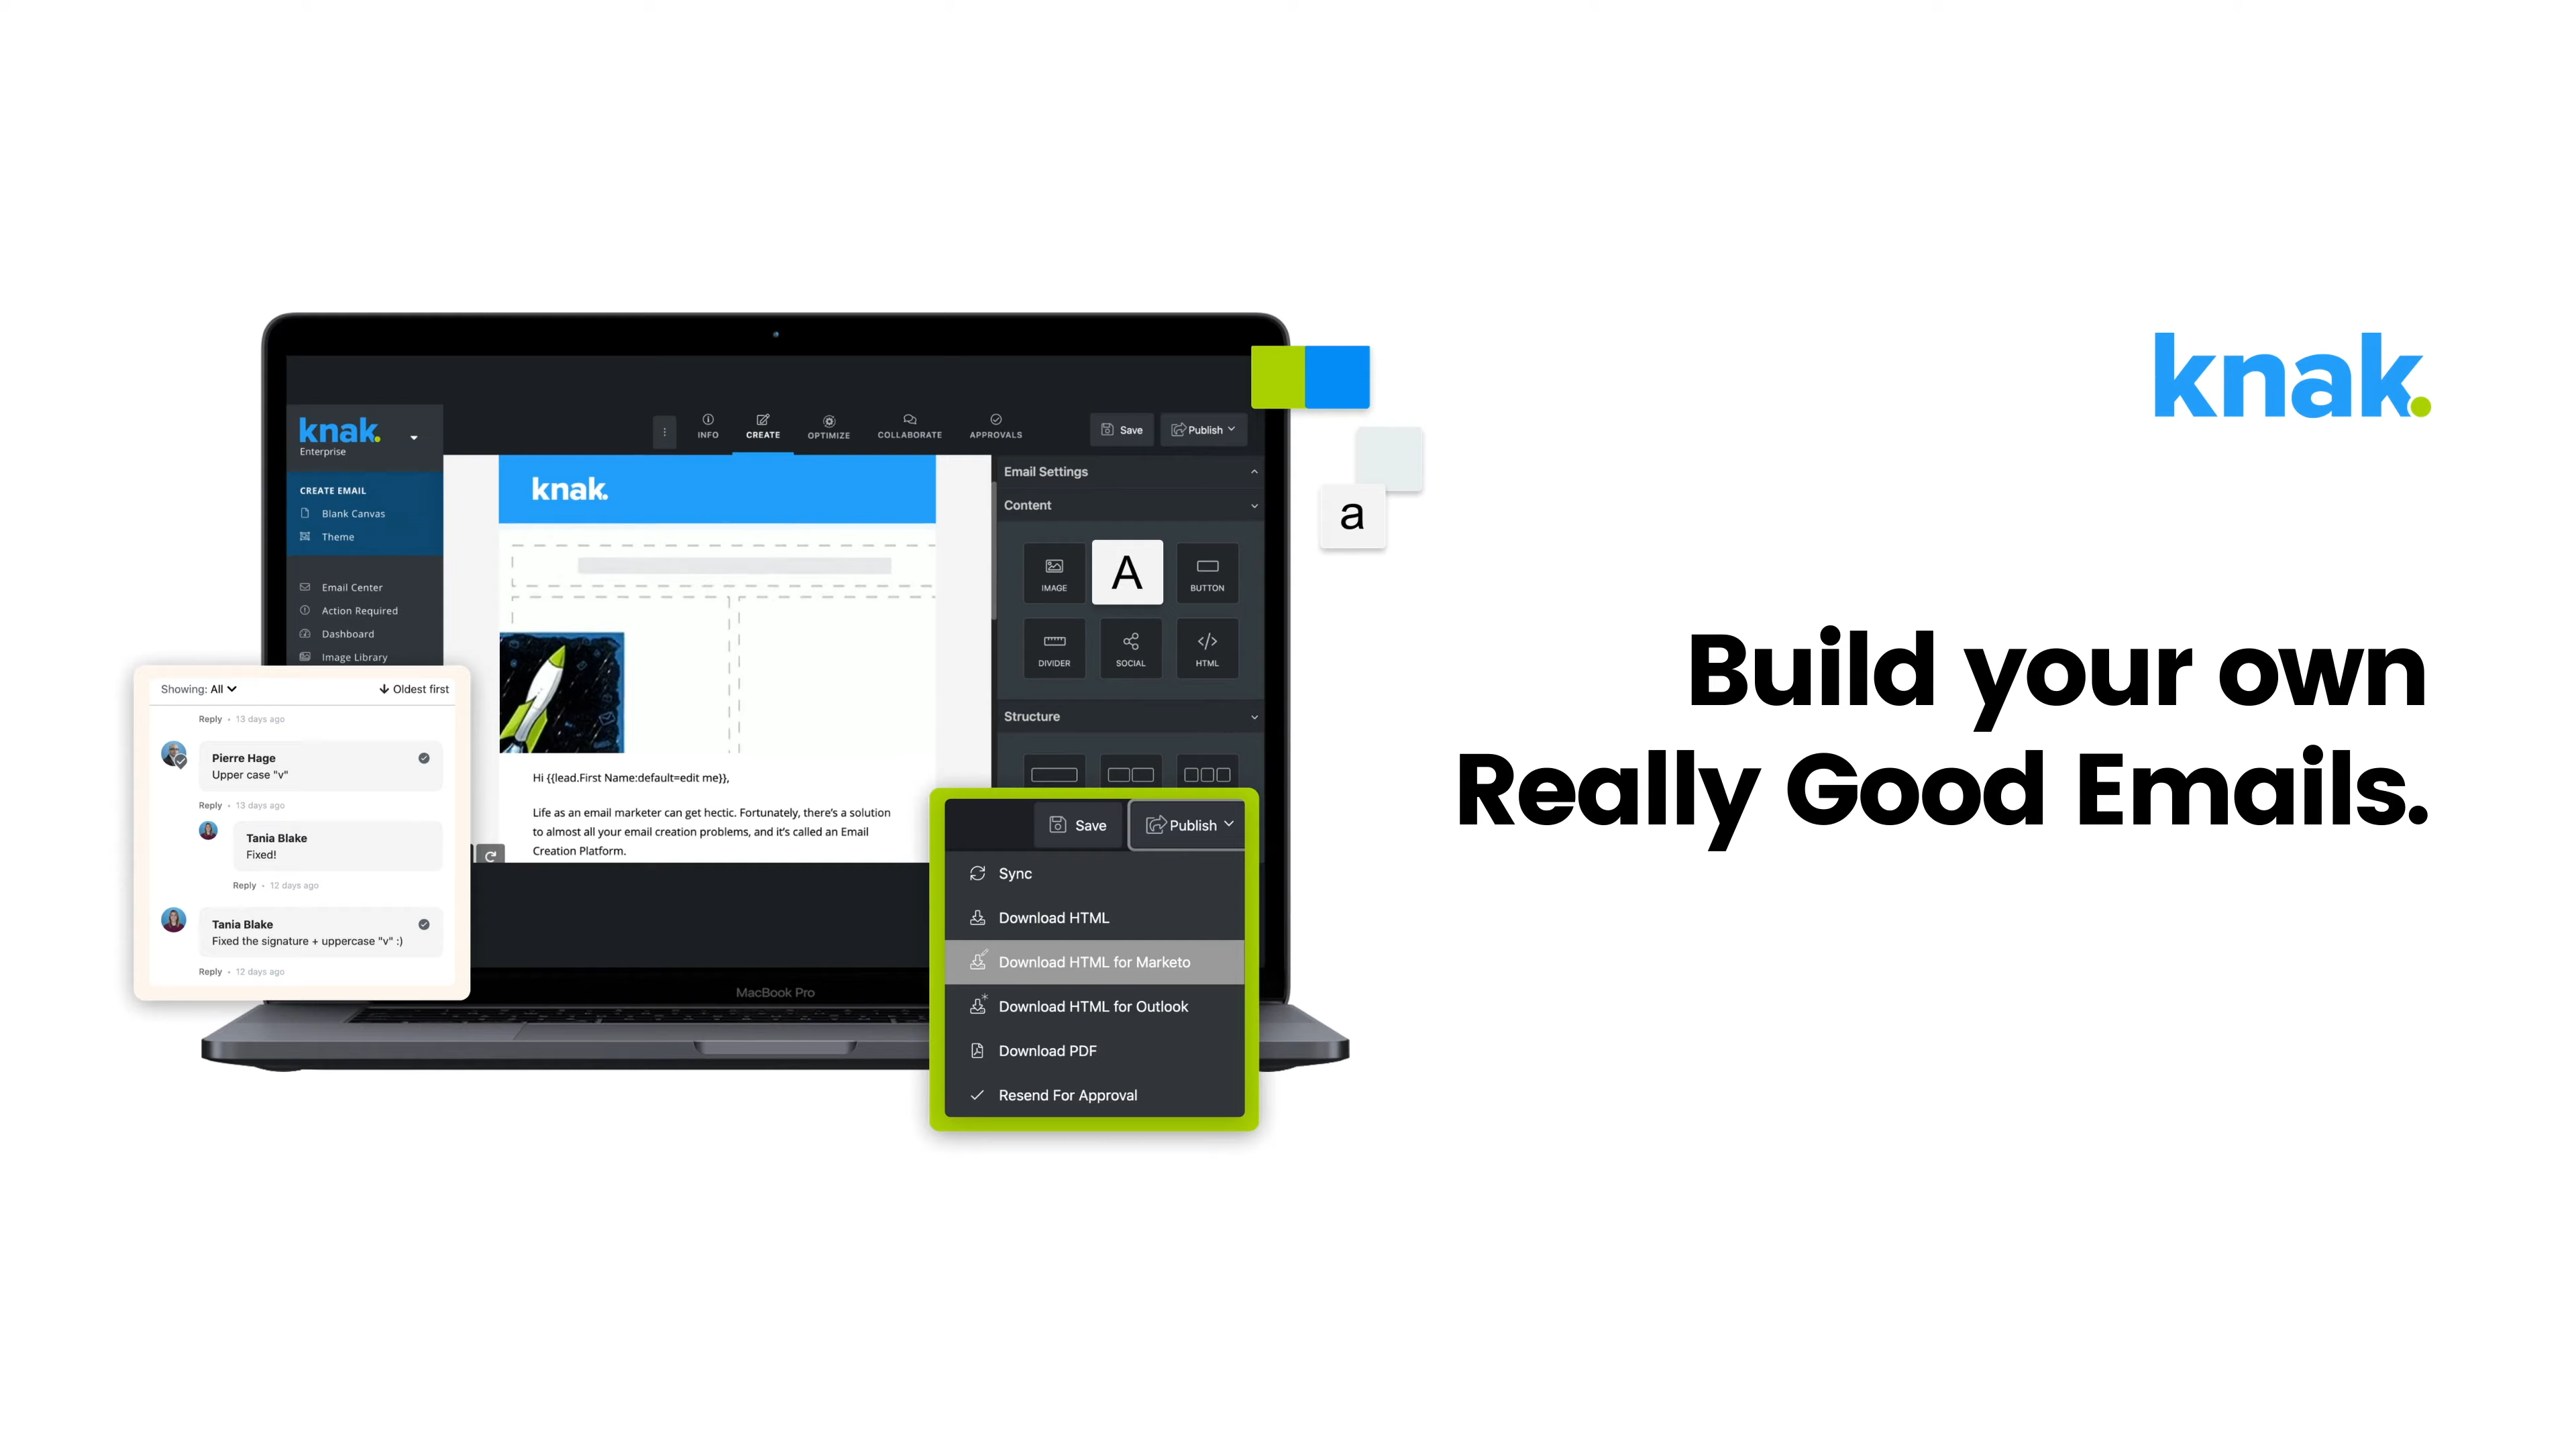 knak.
Enterprise
CREATE EMAIL
Blank Canvas
Theme
Email Center
Action Required
Dashboard
Image Library
INFO
CREATE
OPTIMIZE
COLLABORATE
APPROVALS
Save
Publish
knak.
Hi {{lead.First Name:default=edit me}},
Life as an email marketer can get hectic. Fortunately, there's a solution
to almost all your email creation problems, and it's called an Email
Creation Platform.
Email Settings
Content
IMAGE
A
BUTTON
DIVIDER
SOCIAL
HTML
Structure
a
Showing: All
Oldest first
Reply • 13 days ago
Pierre Hage
Upper case "v"
Reply • 13 days ago
Tania Blake
Fixed!
Reply • 12 days ago
Tania Blake
Fixed the signature + uppercase "v" :)
Reply • 12 days ago
MacBook Pro
Save
Publish
Sync
Download HTML
Download HTML for Marketo
Download HTML for Outlook
Download PDF
Resend For Approval
knak.
Build your own
Really Good Emails.